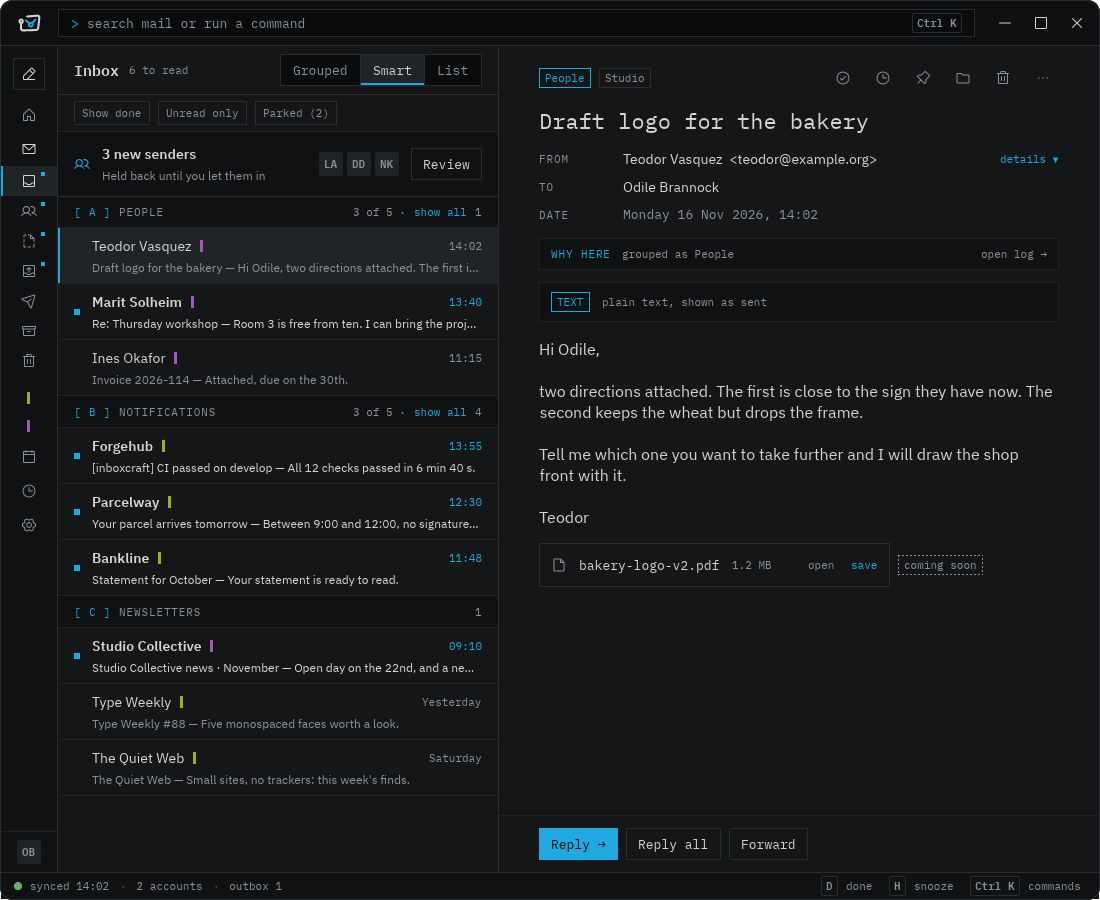 > search mail or run a command Ctrl K
Inbox 6 to read Grouped Smart List
Show done Unread only Parked (2)
3 new senders
Held back until you let them in
LA DD NK Review
[ A ] PEOPLE 3 of 5 · show all 1
Teodor Vasquez 14:02
Draft logo for the bakery — Hi Odile, two directions attached. The first i…
Marit Solheim 13:40
Re: Thursday workshop — Room 3 is free from ten. I can bring the proj…
Ines Okafor 11:15
Invoice 2026-114 — Attached, due on the 30th.
[ B ] NOTIFICATIONS 3 of 5 · show all 4
Forgehub 13:55
[inboxcraft] CI passed on develop — All 12 checks passed in 6 min 40 s.
Parcelway 12:30
Your parcel arrives tomorrow — Between 9:00 and 12:00, no signature…
Bankline 11:48
Statement for October — Your statement is ready to read.
[ C ] NEWSLETTERS 1
Studio Collective 09:10
Studio Collective news · November — Open day on the 22nd, and a ne…
Type Weekly Yesterday
Type Weekly #88 — Five monospaced faces worth a look.
The Quiet Web Saturday
The Quiet Web — Small sites, no trackers: this week's finds.
People Studio
Draft logo for the bakery
FROM Teodor Vasquez <teodor@example.org> details ▾
TO Odile Brannock
DATE Monday 16 Nov 2026, 14:02
WHY HERE grouped as People open log →
TEXT plain text, shown as sent
Hi Odile,
two directions attached. The first is close to the sign they have now. The
second keeps the wheat but drops the frame.
Tell me which one you want to take further and I will draw the shop
front with it.
Teodor
bakery-logo-v2.pdf 1.2 MB open save coming soon
Reply → Reply all Forward
OB
synced 14:02 · 2 accounts · outbox 1 D done H snooze Ctrl K commands